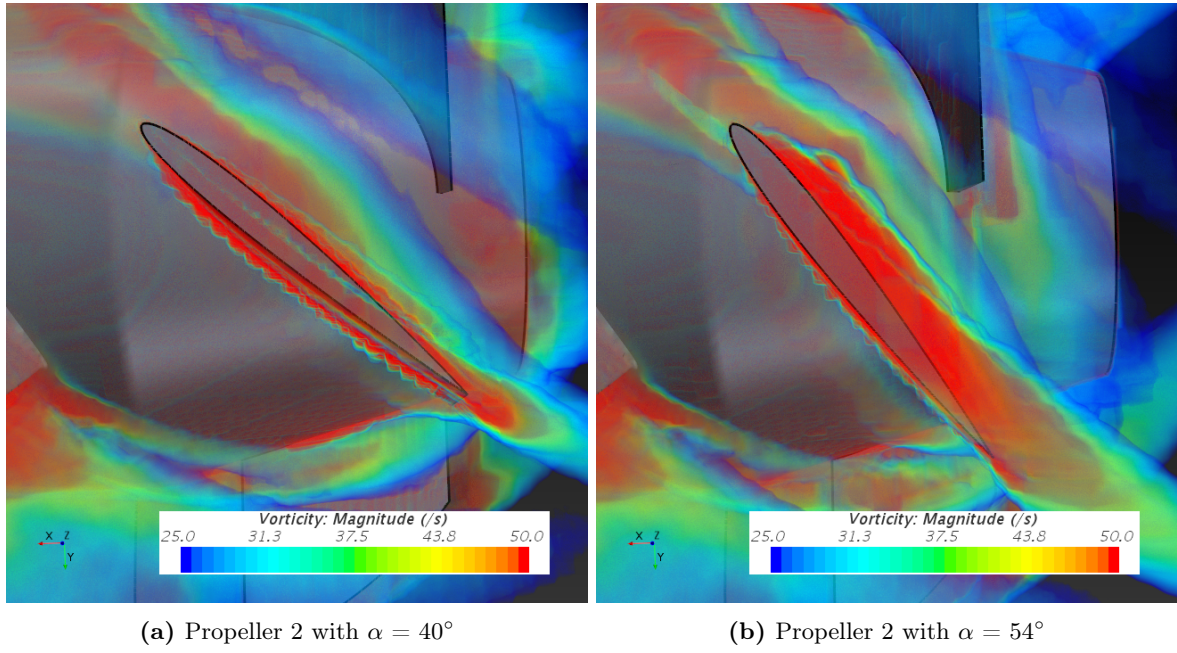 Vorticity: Magnitude (/s)
25.0 31.3 37.5 43.8 50.0
X Z
Y
Vorticity: Magnitude (/s)
25.0 31.3 37.5 43.8 50.0
X Z
Y
(a) Propeller 2 with α = 40°
(b) Propeller 2 with α = 54°